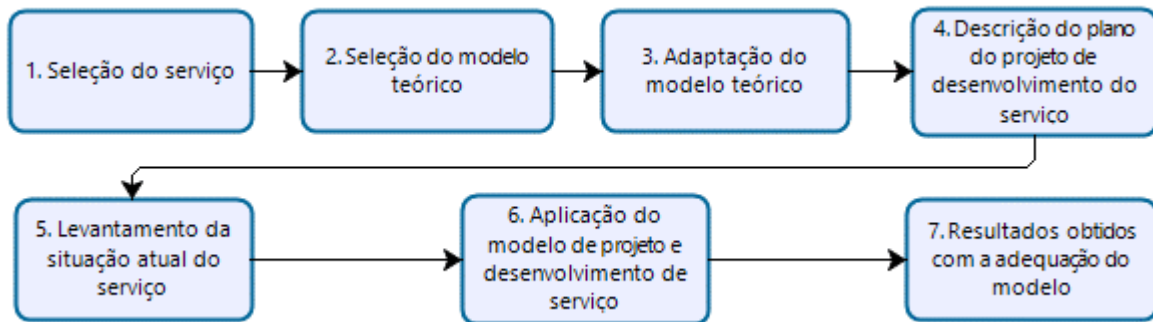 1. Seleção do serviço
2. Seleção do modelo
teórico
3. Adaptação do
modelo teórico
4. Descrição do plano
do projeto de
desenvolvimento do
serviço
5. Levantamento da
situação atual do
serviço
6. Aplicação do
modelo de projeto e
desenvolvimento de
serviço
7. Resultados obtidos
com a adequação do
modelo